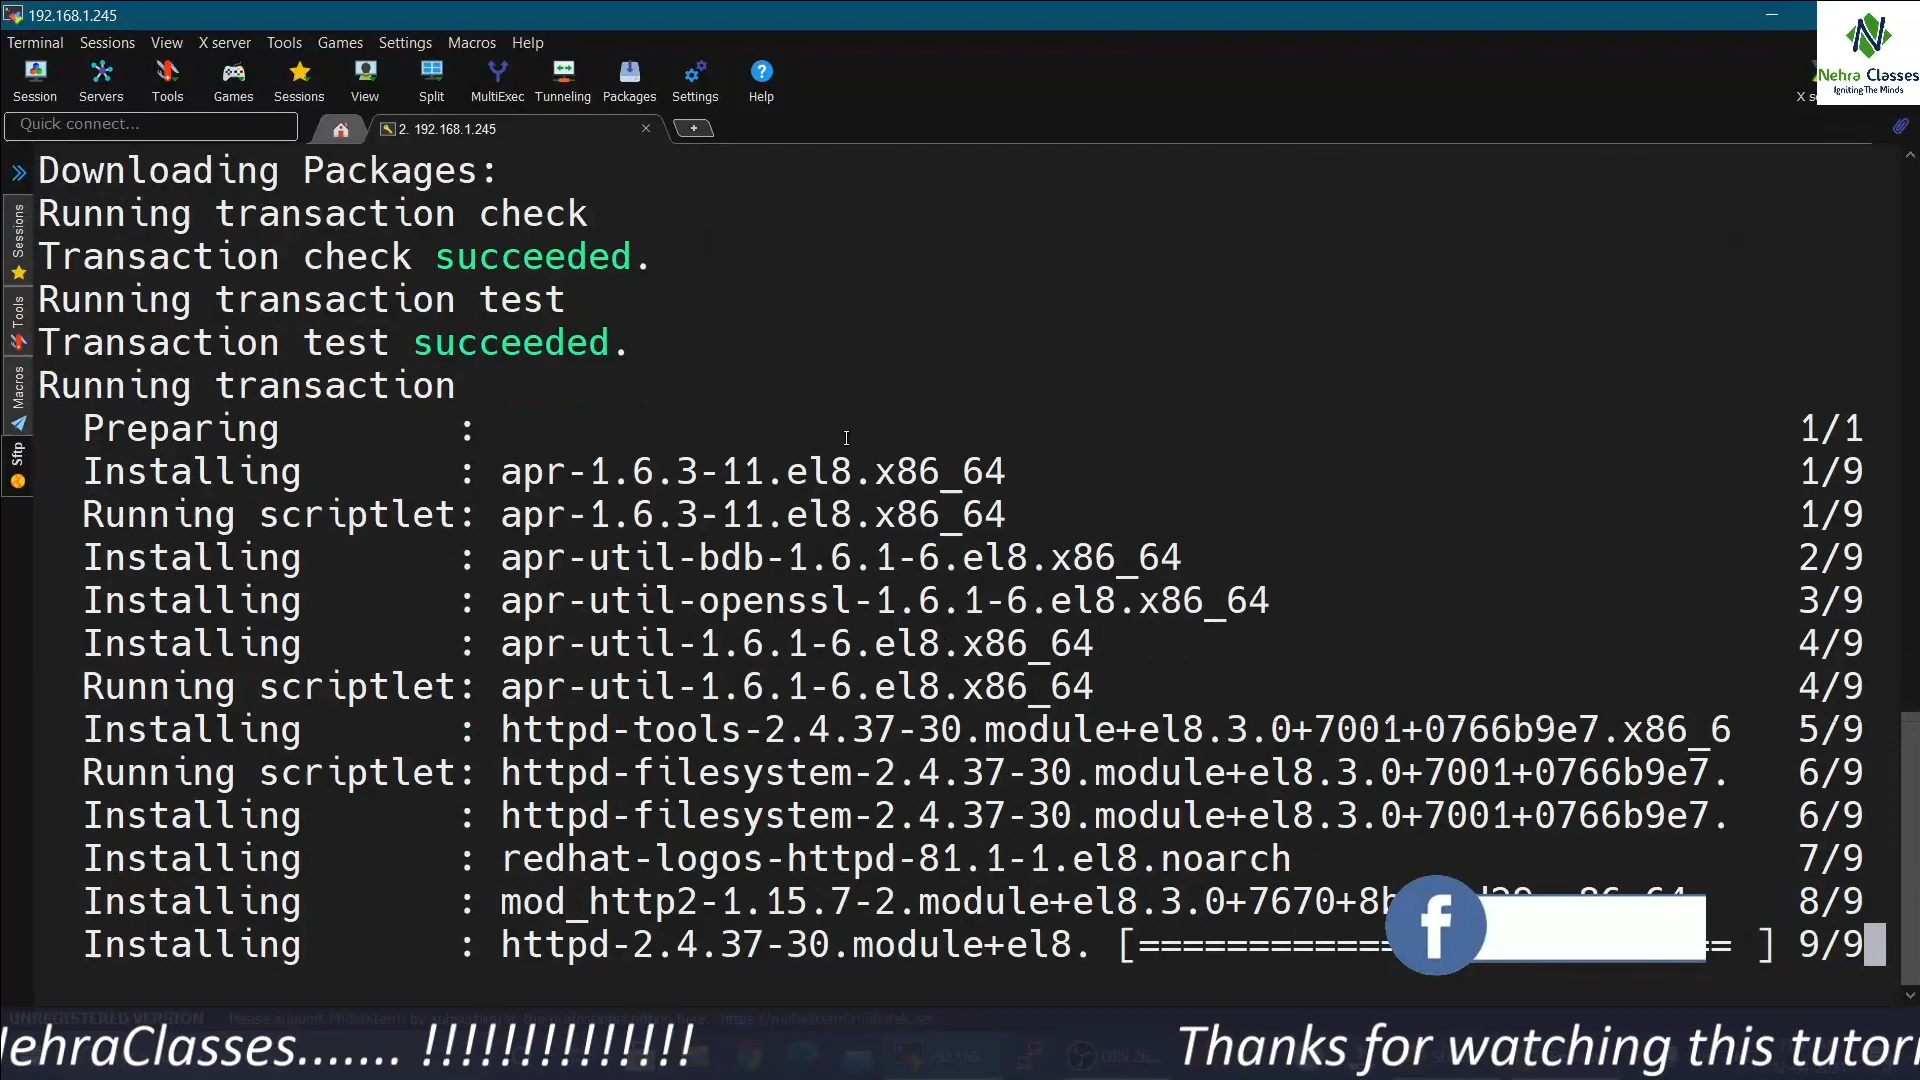 192.168.1.245
Terminal Sessions View X server Tools Games Settings Macros Help
Session Servers Tools Games Sessions View Split MultiExec Tunneling Packages Settings Help
Nehra Classes
Igniting The Minds
Quick connect...
2. 192.168.1.245
Sessions
Tools
Macros
Sftp
Downloading Packages:
Running transaction check
Transaction check succeeded.
Running transaction test
Transaction test succeeded.
Running transaction
Preparing : 1/1
Installing : apr-1.6.3-11.el8.x86_64 1/9
Running scriptlet: apr-1.6.3-11.el8.x86_64 1/9
Installing : apr-util-bdb-1.6.1-6.el8.x86_64 2/9
Installing : apr-util-openssl-1.6.1-6.el8.x86_64 3/9
Installing : apr-util-1.6.1-6.el8.x86_64 4/9
Running scriptlet: apr-util-1.6.1-6.el8.x86_64 4/9
Installing : httpd-tools-2.4.37-30.module+el8.3.0+7001+0766b9e7.x86_6 5/9
Running scriptlet: httpd-filesystem-2.4.37-30.module+el8.3.0+7001+0766b9e7. 6/9
Installing : httpd-filesystem-2.4.37-30.module+el8.3.0+7001+0766b9e7. 6/9
Installing : redhat-logos-httpd-81.1-1.el8.noarch 7/9
Installing : mod_http2-1.15.7-2.module+el8.3.0+7670+8b 8/9
Installing : httpd-2.4.37-30.module+el8. [======================== ] 9/9
UNREGISTERED VERSION
NehraClasses....... !!!!!!!!!!!!!! Thanks for watching this tutor